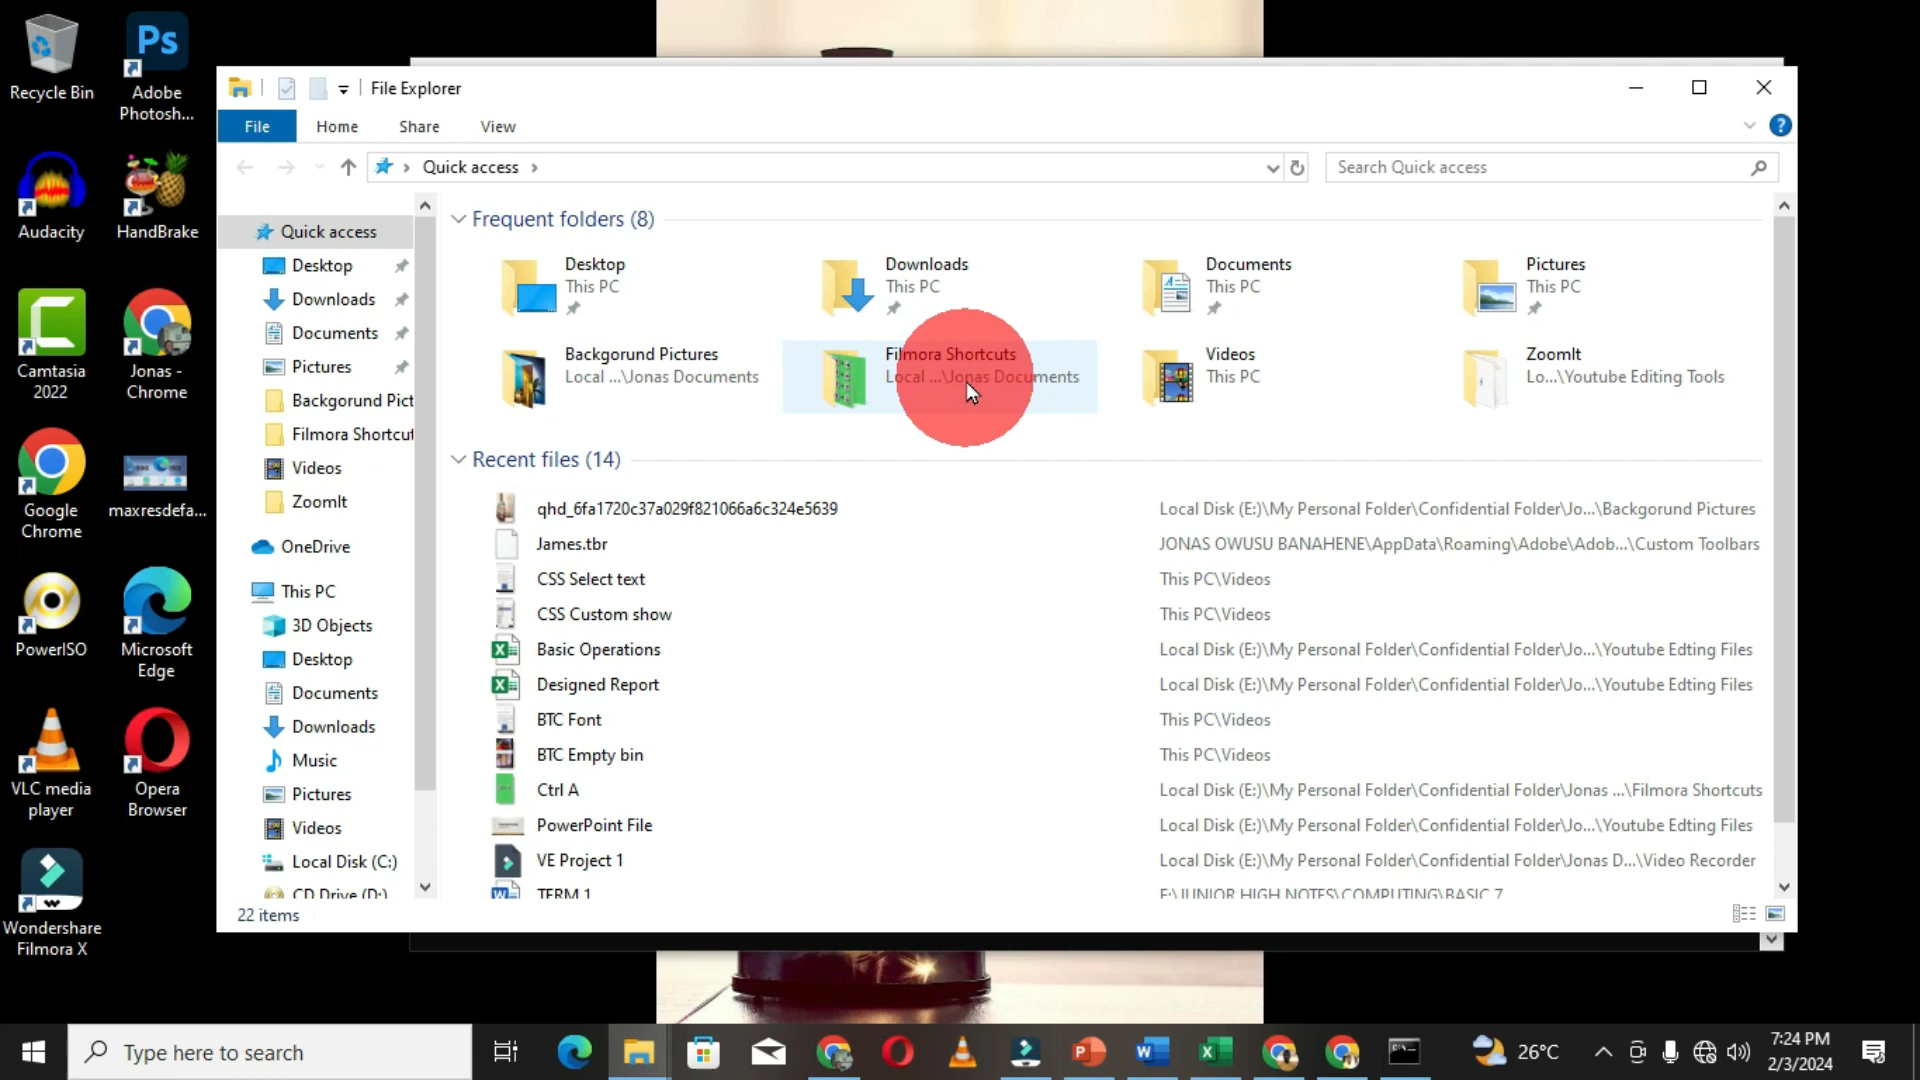 Recycle Bin
Adobe
Photosh...
Audacity
HandBrake
Camtasia
2022
Jonas -
Chrome
Google
Chrome
maxresdefa...
PowerISO
Microsoft
Edge
VLC media
player
Opera
Browser
Wondershare
Filmora X
File Explorer
File
Home
Share
View
Quick access
Search Quick access
Quick access
Desktop
Downloads
Documents
Pictures
Backgorund Pict
Filmora Shortcut
Videos
ZoomIt
OneDrive
This PC
3D Objects
Desktop
Documents
Downloads
Music
Pictures
Videos
Local Disk (C:)
CD Drive (D:)
Frequent folders (8)
Desktop
This PC
Downloads
This PC
Documents
This PC
Pictures
This PC
Backgorund Pictures
Local ...\Jonas Documents
Filmora Shortcuts
Local ...\Jonas Documents
Videos
This PC
ZoomIt
Lo...\Youtube Editing Tools
Recent files (14)
qhd_6fa1720c37a029f821066a6c324e5639 Local Disk (E:)\My Personal Folder\Confidential Folder\Jo...\Backgorund Pictures
James.tbr JONAS OWUSU BANAHENE\AppData\Roaming\Adobe\Adob...\Custom Toolbars
CSS Select text This PC\Videos
CSS Custom show This PC\Videos
Basic Operations Local Disk (E:)\My Personal Folder\Confidential Folder\Jo...\Youtube Edting Files
Designed Report Local Disk (E:)\My Personal Folder\Confidential Folder\Jo...\Youtube Edting Files
BTC Font This PC\Videos
BTC Empty bin This PC\Videos
Ctrl A Local Disk (E:)\My Personal Folder\Confidential Folder\Jonas ...\Filmora Shortcuts
PowerPoint File Local Disk (E:)\My Personal Folder\Confidential Folder\Jo...\Youtube Edting Files
VE Project 1 Local Disk (E:)\My Personal Folder\Confidential Folder\Jonas D...\Video Recorder
TERM 1 E:\JUNIOR HIGH NOTES\COMPUTING\BASIC 7
22 items
Type here to search
26°C
7:24 PM
2/3/2024